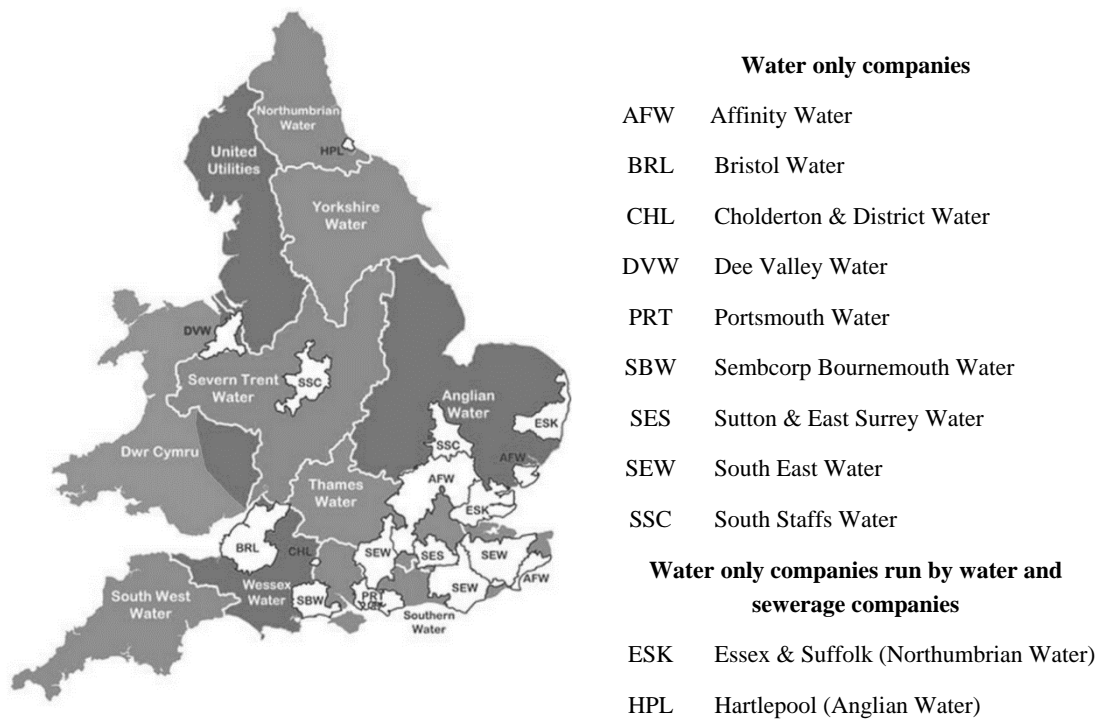 Northumbrian
Water
HPL
United
Utilities
Yorkshire
Water
DVW
Severn Trent
Water
SSC
Anglian
Water
ESK
SSC
AFW
Dwr Cymru
AFW
Thames
Water
ESK
BRL
CHL
SEW
SES
SEW
AFW
Wessex
Water
SBW
PRT
SEW
South West
Water
Southern
Water
Water only companies
AFW Affinity Water
BRL Bristol Water
CHL Cholderton & District Water
DVW Dee Valley Water
PRT Portsmouth Water
SBW Sembcorp Bournemouth Water
SES Sutton & East Surrey Water
SEW South East Water
SSC South Staffs Water
Water only companies run by water and
sewerage companies
ESK Essex & Suffolk (Northumbrian Water)
HPL Hartlepool (Anglian Water)